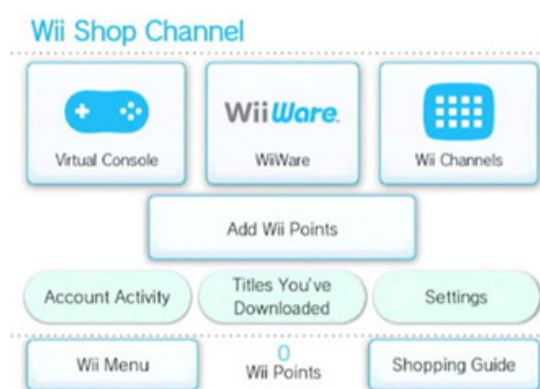 Wii Shop Channel
WiiWare
Virtual Console
WiiWare
Wii Channels
Add Wii Points
Account Activity
Titles You've
Downloaded
Settings
Wii Menu
0
Wii Points
Shopping Guide